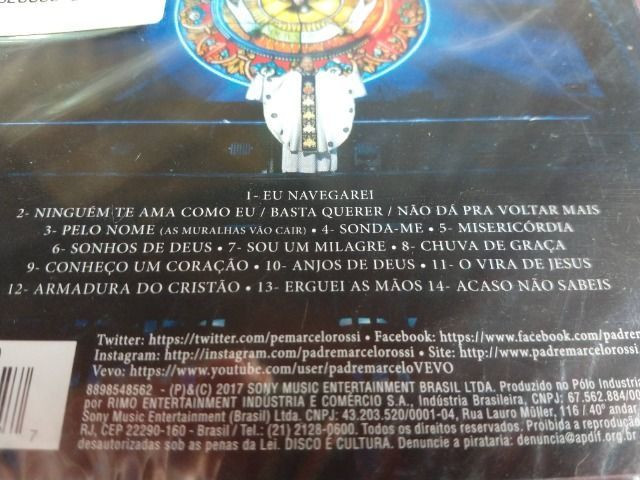 1- EU NAVEGAREI
2- NINGUÉM TE AMA COMO EU / BASTA QUERER / NÃO DÁ PRA VOLTAR MAIS
3- PELO NOME (AS MURALHAS VÃO CAIR) • 4- SONDA-ME • 5- MISERICÓRDIA
6- SONHOS DE DEUS • 7- SOU UM MILAGRE • 8- CHUVA DE GRAÇA
9- CONHEÇO UM CORAÇÃO • 10- ANJOS DE DEUS • 11- O VIRA DE JESUS
12- ARMADURA DO CRISTÃO • 13- ERGUEI AS MÃOS 14- ACASO NÃO SABEIS
Twitter: https://twitter.com/pemarcelorossi • Facebook: https://www.facebook.com/padrem
Instagram: http://instagram.com/padremarcelorossi • Site: http://www.padremarcelorossi
Vevo: https://www.youtube.com/user/padremarceloVEVO
8898548562 - (P)&(C) 2017 SONY MUSIC ENTERTAINMENT BRASIL LTDA. Produzido no Pólo Industria
por RIMO ENTERTAINMENT INDÚSTRIA E COMÉRCIO S.A., Indústria Brasileira, CNPJ: 67.562.884/00
Sony Music Entertainment (Brasil) Ltda. CNPJ: 43.203.520/0001-04, Rua Lauro Müller, 116 / 40º andar,
RJ, CEP 22290-160 - Brasil/Tel.: (21) 2128-0600. Todos os direitos reservados. Proibida a reprodução
desautorizadas sob as penas da Lei. DISCO É CULTURA. Denuncie a pirataria: denuncia@apdif.org.br
7